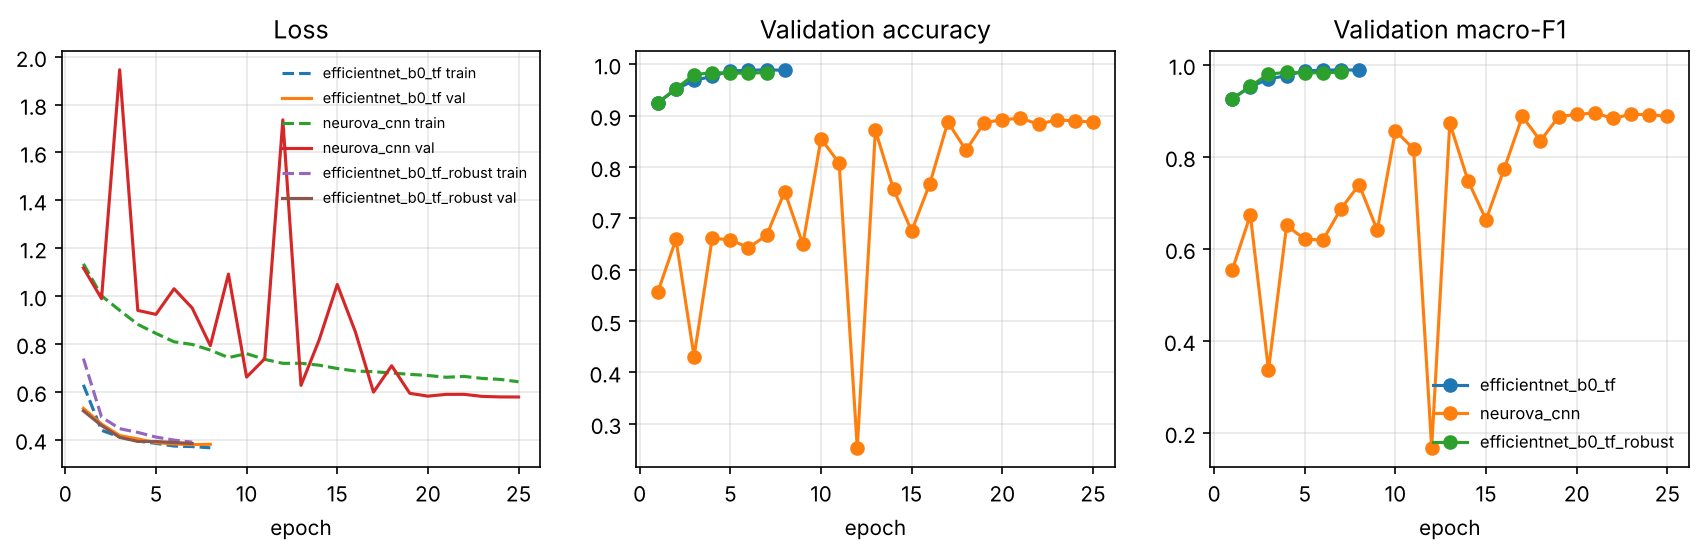 Loss
2.0
1.8
1.6
1.4
1.2
1.0
0.8
0.6
0.4
efficientnet_b0_tf train
efficientnet_b0_tf val
neurova_cnn train
neurova_cnn val
efficientnet_b0_tf_robust train
efficientnet_b0_tf_robust val
0 5 10 15 20 25
epoch
Validation accuracy
1.0
0.9
0.8
0.7
0.6
0.5
0.4
0.3
0 5 10 15 20 25
epoch
Validation macro-F1
1.0
0.8
0.6
0.4
0.2
efficientnet_b0_tf
neurova_cnn
efficientnet_b0_tf_robust
0 5 10 15 20 25
epoch